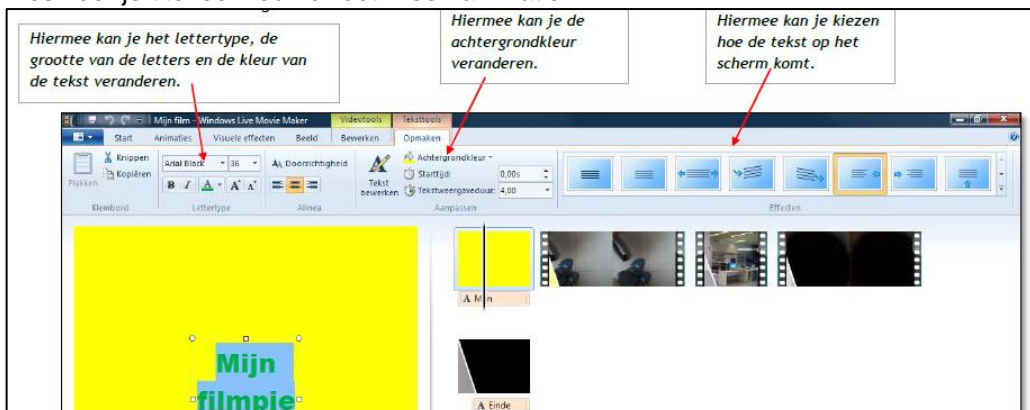 Hiermee kan je het lettertype, de
grootte van de letters en de kleur van
de tekst veranderen.
Hiermee kan je de
achtergrondkleur
veranderen.
Hiermee kan je kiezen
hoe de tekst op het
scherm komt.
Mijn film - Windows Live Movie Maker
Videotools
Teksttools
Start
Animaties
Visuele effecten
Beeld
Bewerken
Opmaken
Plakken
Knippen
Kopiëren
Klembord
Arial Black
36
B I A A A
Lettertype
Doorzichtigheid
Alinea
Tekst
bewerken
Achtergrondkleur
Starttijd: 0,00s
Tekstweergaveduur: 4,00
Aanpassen
Effecten
Mijn
filmpje
A Mijn
A Einde